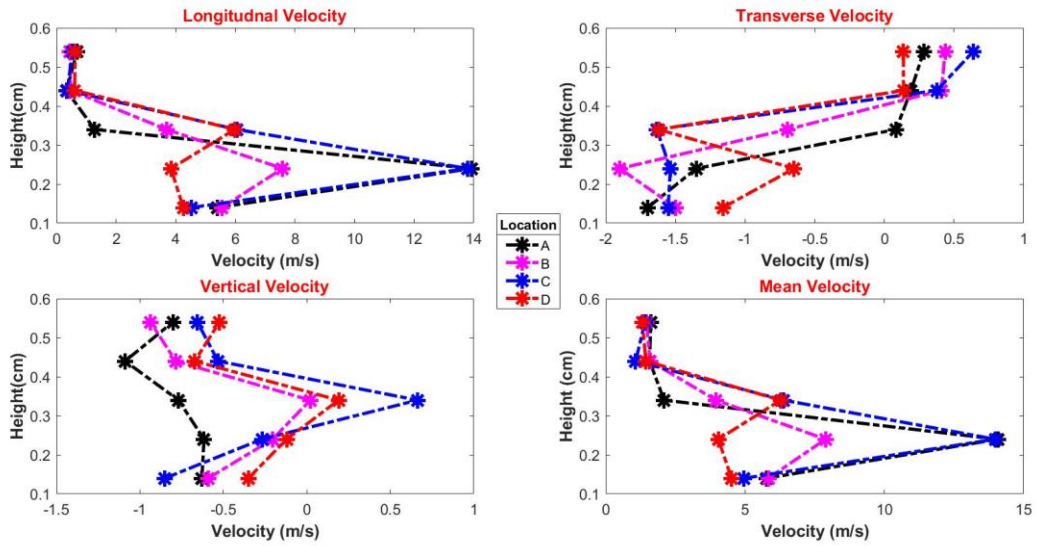 Longitudnal Velocity
Height(cm)
0.6
0.5
0.4
0.3
0.2
0.1
0 2 4 6 8 10 12 14
Velocity (m/s)
Transverse Velocity
Height(cm)
0.6
0.5
0.4
0.3
0.2
0.1
-2 -1.5 -1 -0.5 0 0.5 1
Velocity (m/s)
Location
A
B
C
D
Vertical Velocity
Height(cm)
0.6
0.5
0.4
0.3
0.2
0.1
-1.5 -1 -0.5 0 0.5 1
Velocity (m/s)
Mean Velocity
Height (cm)
0.6
0.5
0.4
0.3
0.2
0.1
0 5 10 15
Velocity (m/s)